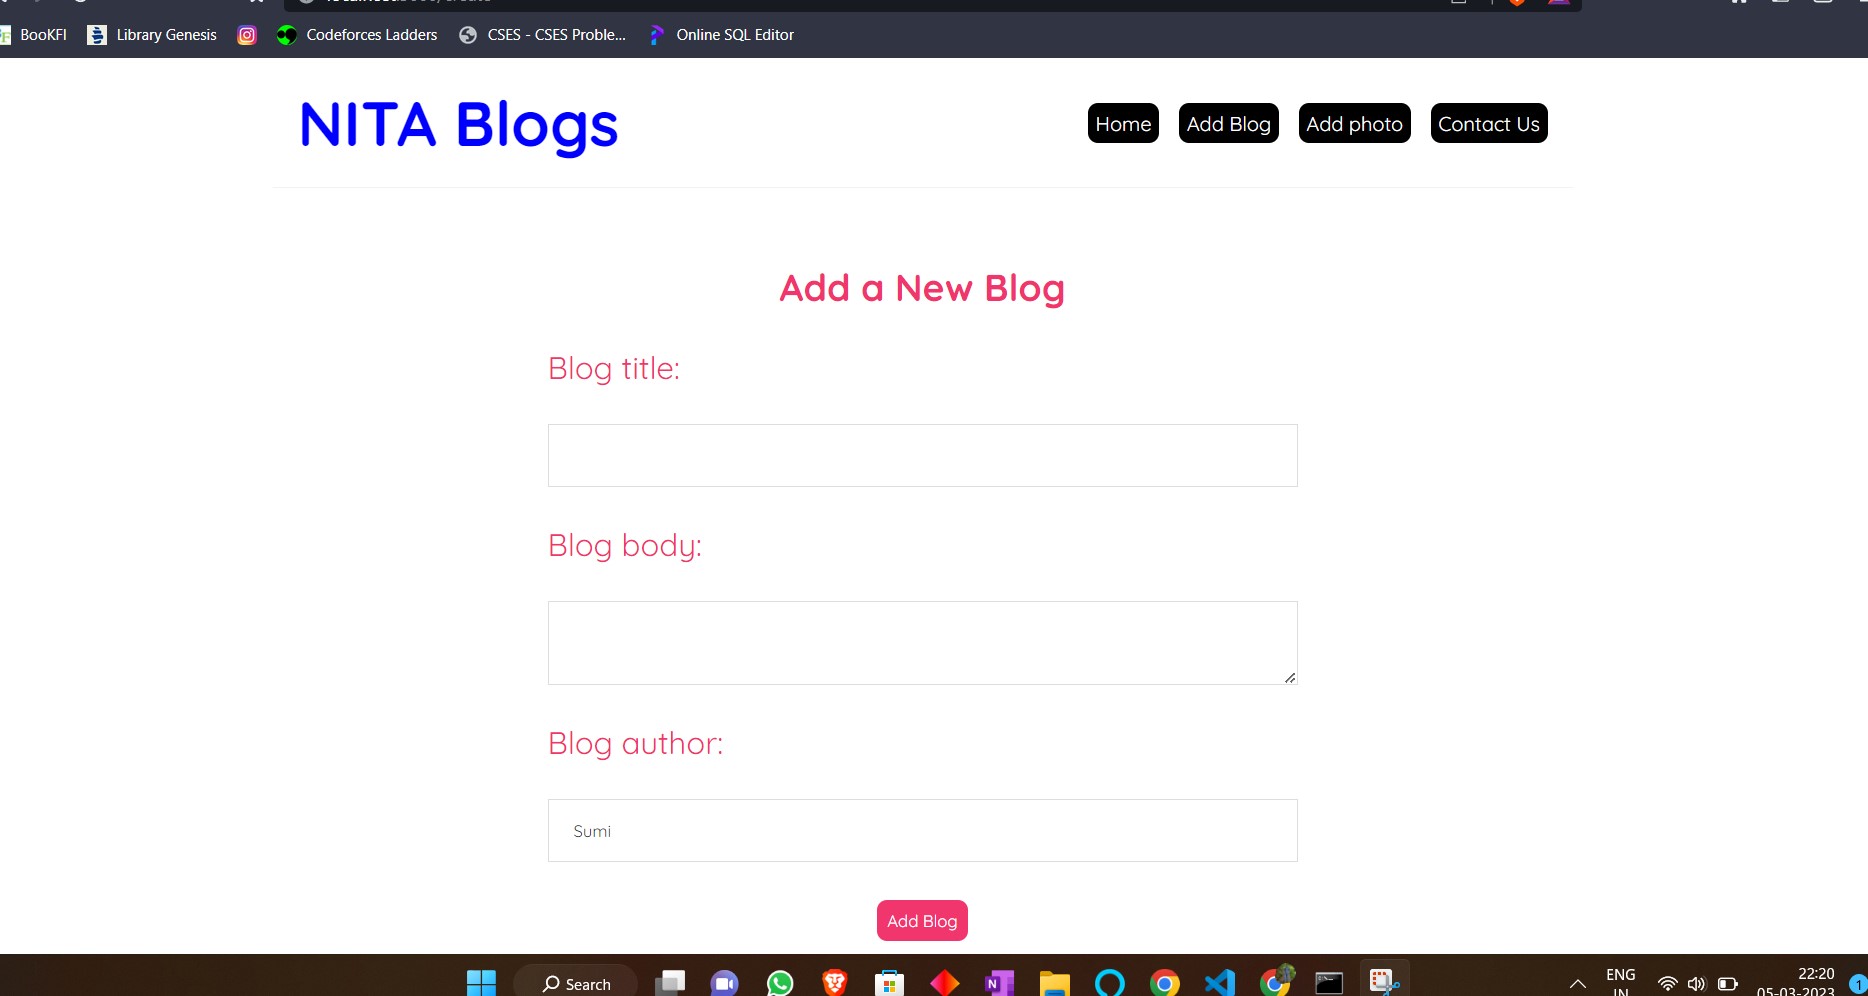 BooKFI Library Genesis Codeforces Ladders CSES - CSES Proble... Online SQL Editor
NITA Blogs
Home Add Blog Add photo Contact Us
Add a New Blog
Blog title:
Blog body:
Blog author:
Sumi
Add Blog
Search
ENG
IN
22:20
05-03-2023
1